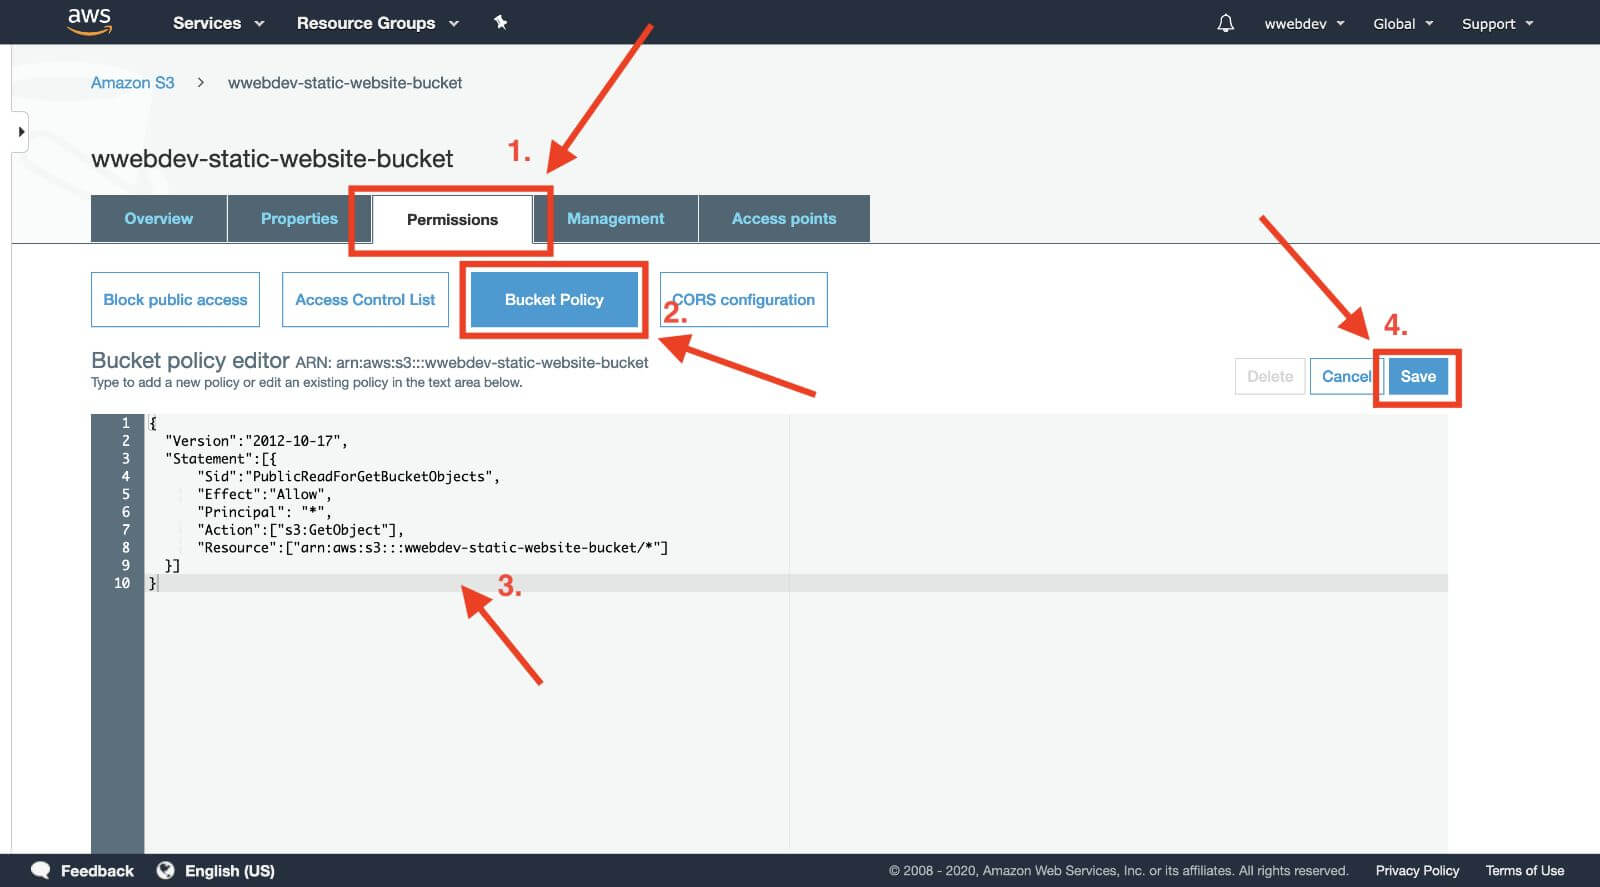 aws Services Resource Groups wwebdev Global Support
Amazon S3 > wwebdev-static-website-bucket
1.
wwebdev-static-website-bucket
Overview Properties Permissions Management Access points
Block public access Access Control List Bucket Policy CORS configuration
2.
4.
Bucket policy editor ARN: arn:aws:s3:::wwebdev-static-website-bucket
Type to add a new policy or edit an existing policy in the text area below.
Delete Cancel Save
1 {
2 "Version":"2012-10-17",
3 "Statement":[{
4 "Sid":"PublicReadForGetBucketObjects",
5 "Effect":"Allow",
6 "Principal": "*",
7 "Action":["s3:GetObject"],
8 "Resource":["arn:aws:s3:::wwebdev-static-website-bucket/*"]
9 }]
10 }
3.
Feedback English (US) © 2008 - 2020, Amazon Web Services, Inc. or its affiliates. All rights reserved. Privacy Policy Terms of Use